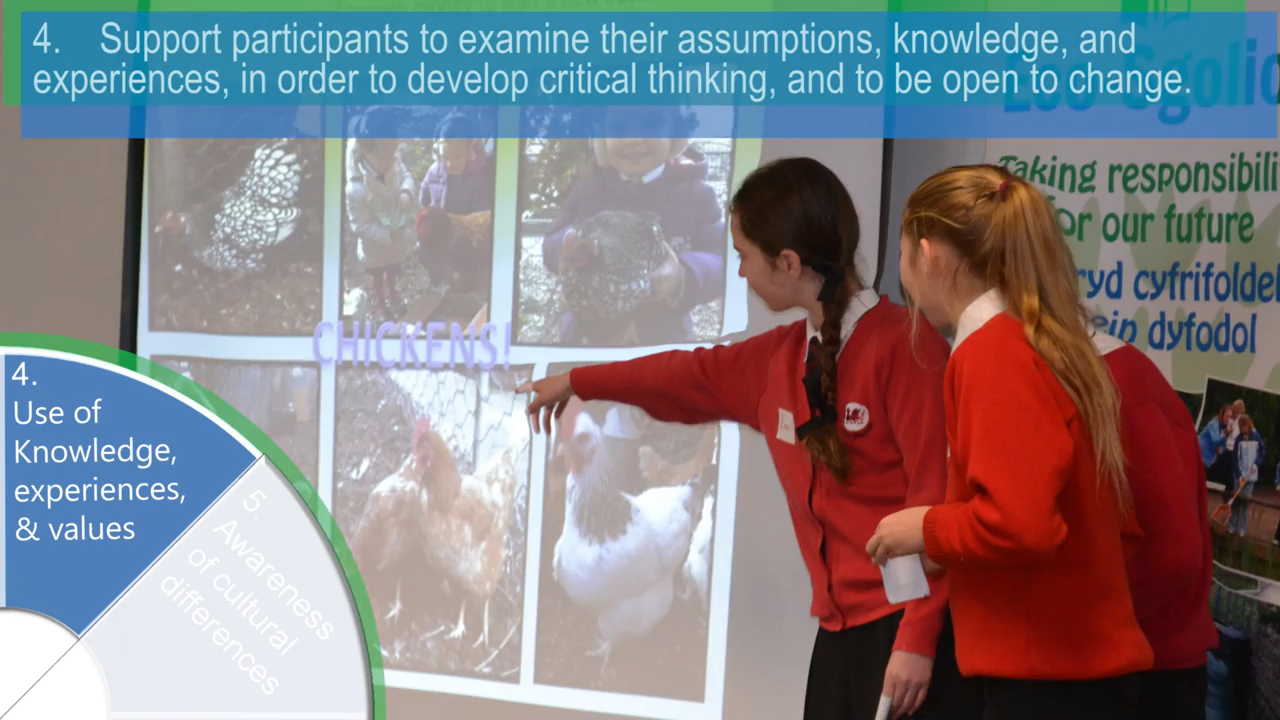 4. Support participants to examine their assumptions, knowledge, and
experiences, in order to develop critical thinking, and to be open to change.
Taking responsibili
for our future
ryd cyfrifoldeb
dyfodol
CHICKENS!
4.
Use of
Knowledge,
experiences,
& values
5.
Awareness
of cultural
differences